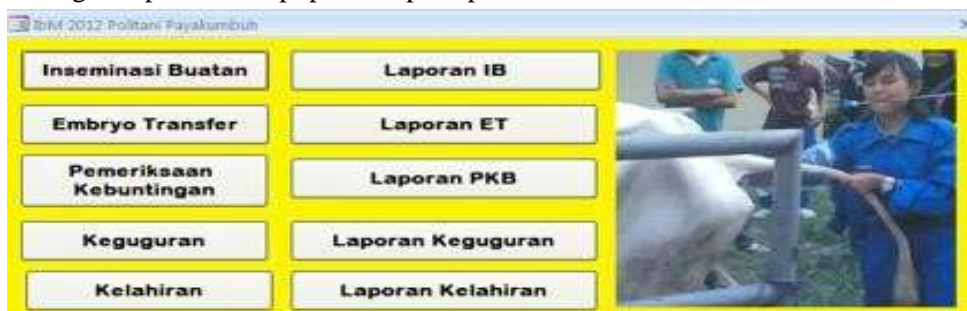 IbM 2012 Politani Payakumbuh
Inseminasi Buatan
Laporan IB
Embryo Transfer
Laporan ET
Pemeriksaan
Kebuntingan
Laporan PKB
Keguguran
Laporan Keguguran
Kelahiran
Laporan Kelahiran